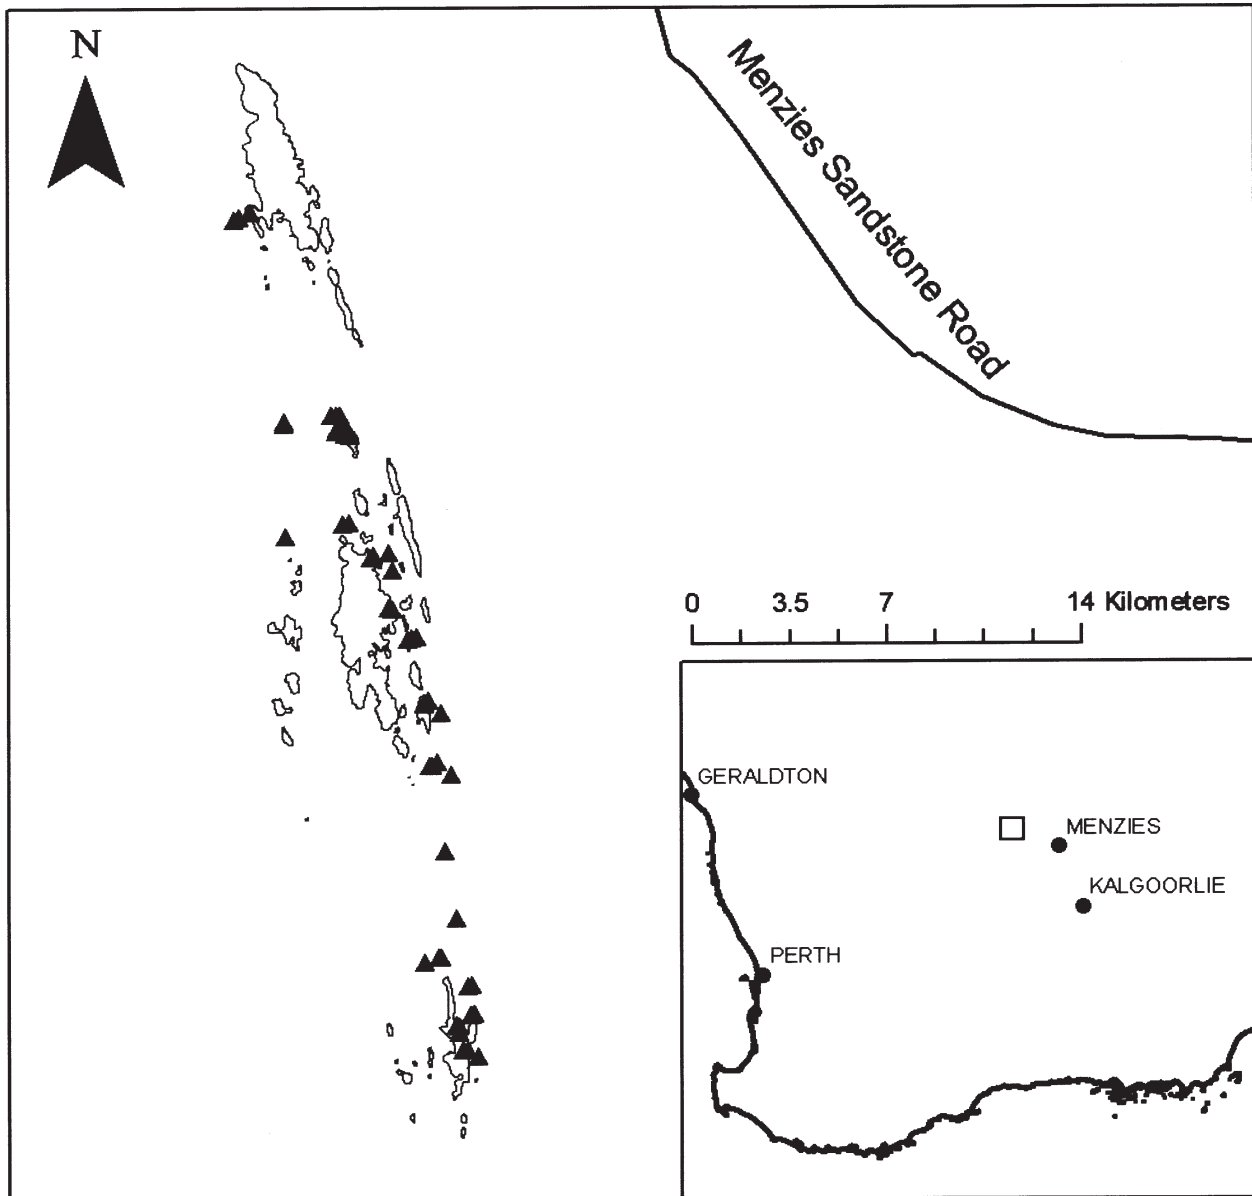 N
Menzies Sandstone Road
0 3.5 7 14 Kilometers
GERALDTON
MENZIES
KALGOORLIE
PERTH